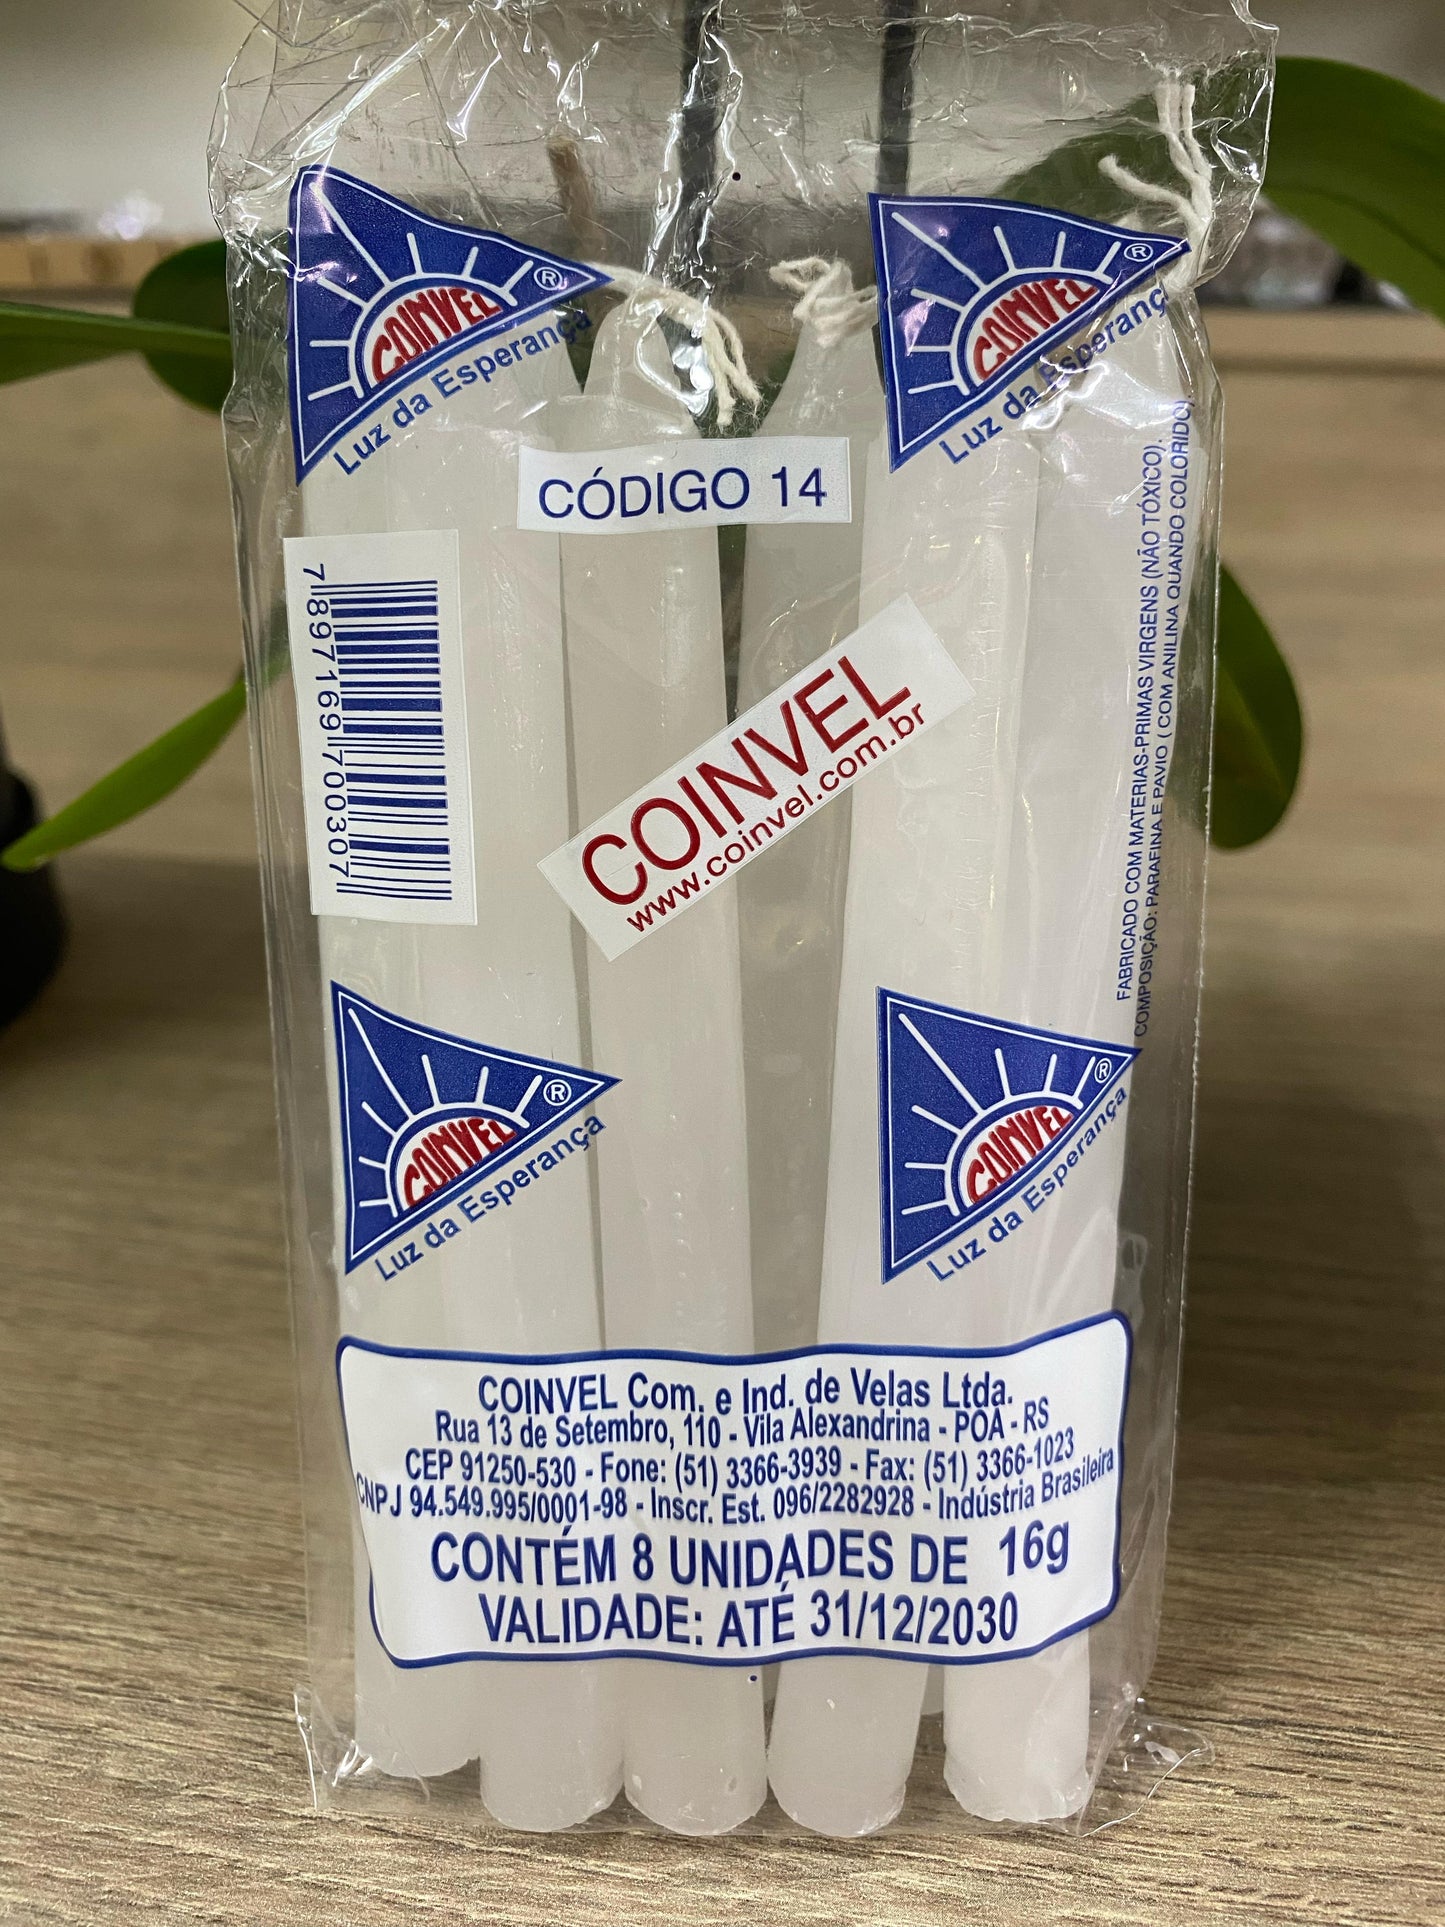 COINVEL ®
Luz da Esperança
COINVEL ®
Luz da Esperança
CÓDIGO 14
7897169700307
COINVEL
www.coinvel.com.br
FABRICADO COM MATERIAS-PRIMAS VIRGENS (NÃO TÓXICO).
COMPOSIÇÃO: PARAFINA E PAVIO ( COM ANILINA QUANDO COLORIDO).
COINVEL ®
Luz da Esperança
COINVEL ®
Luz da Esperança
COINVEL Com. e Ind. de Velas Ltda.
Rua 13 de Setembro, 110 - Vila Alexandrina - POA - RS
CEP 91250-530 - Fone: (51) 3366-3939 - Fax: (51) 3366-1023
CNPJ 94.549.995/0001-98 - Inscr. Est. 096/2282928 - Indústria Brasileira
CONTÉM 8 UNIDADES DE 16g
VALIDADE: ATÉ 31/12/2030